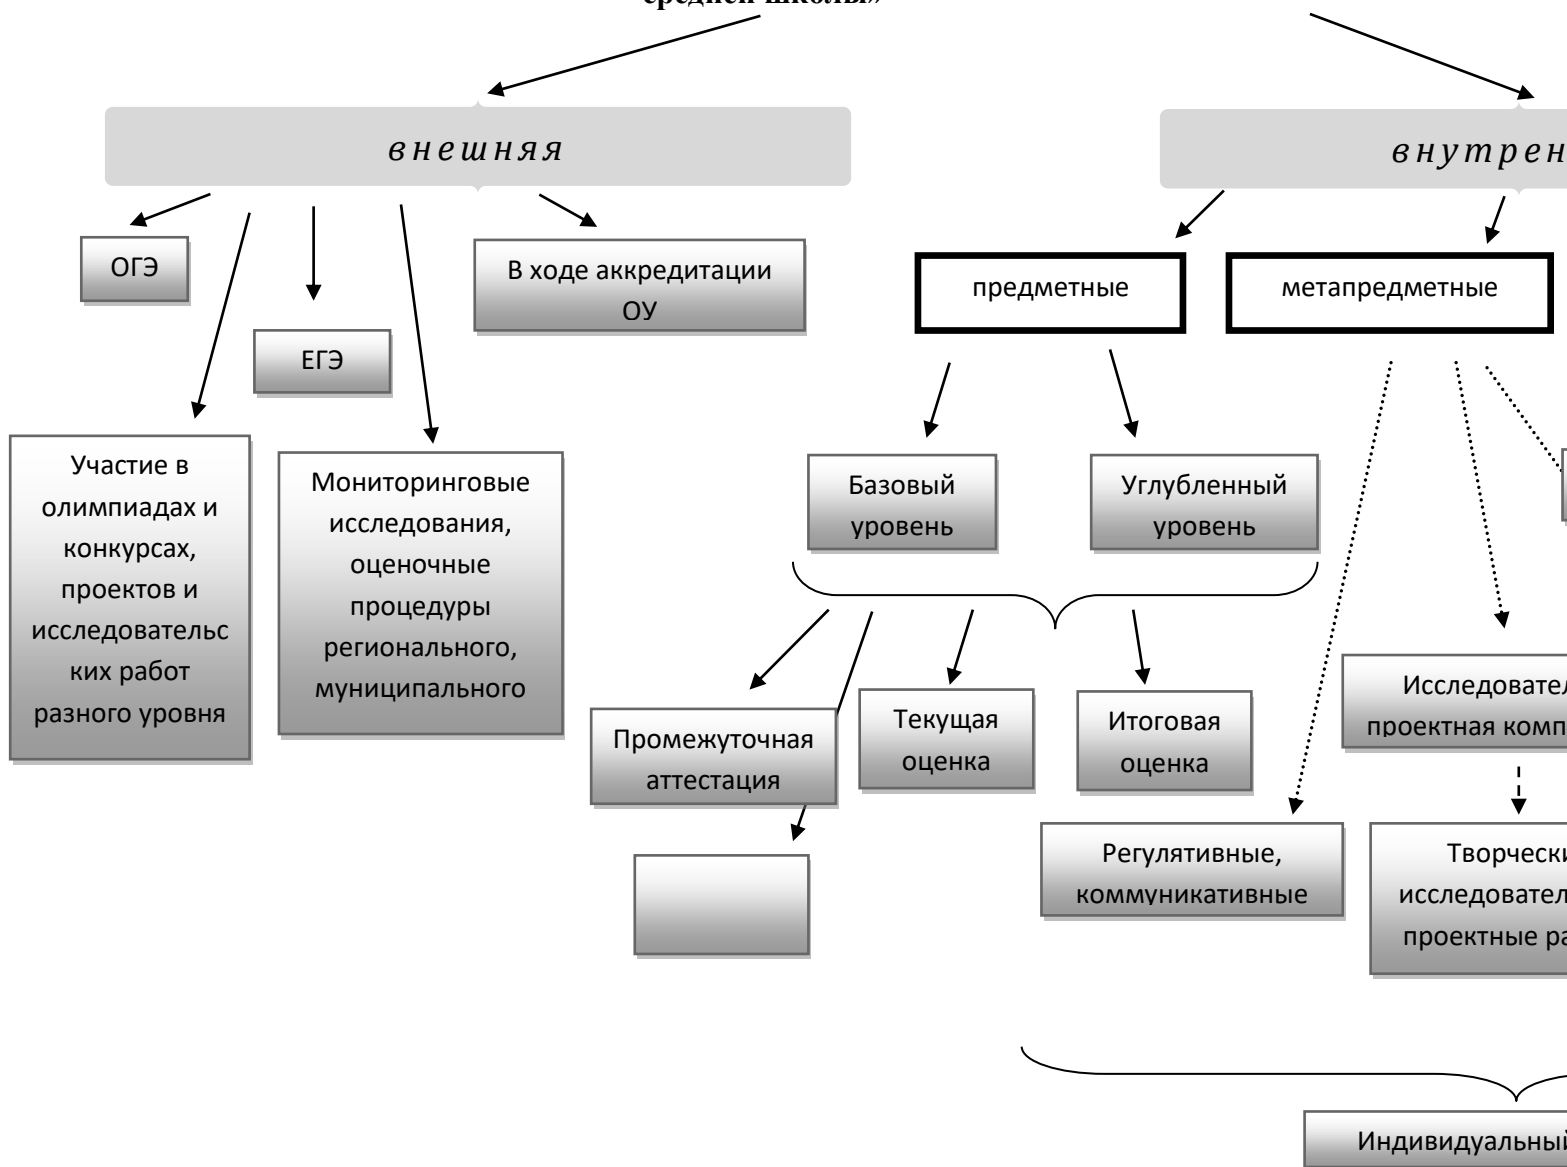 средней школы»
внешняя
внутрен
ОГЭ
В ходе аккредитации
ОУ
предметные
метапредметные
ЕГЭ
Участие в
олимпиадах и
конкурсах,
проектов и
исследовательс
ких работ
разного уровня
Мониторинговые
исследования,
оценочные
процедуры
регионального,
муниципального
Базовый
уровень
Углубленный
уровень
Промежуточная
аттестация
Текущая
оценка
Итоговая
оценка
Исследовател
проектная комп
Регулятивные,
коммуникативные
Творчески
исследовател
проектные ра
Индивидуальный